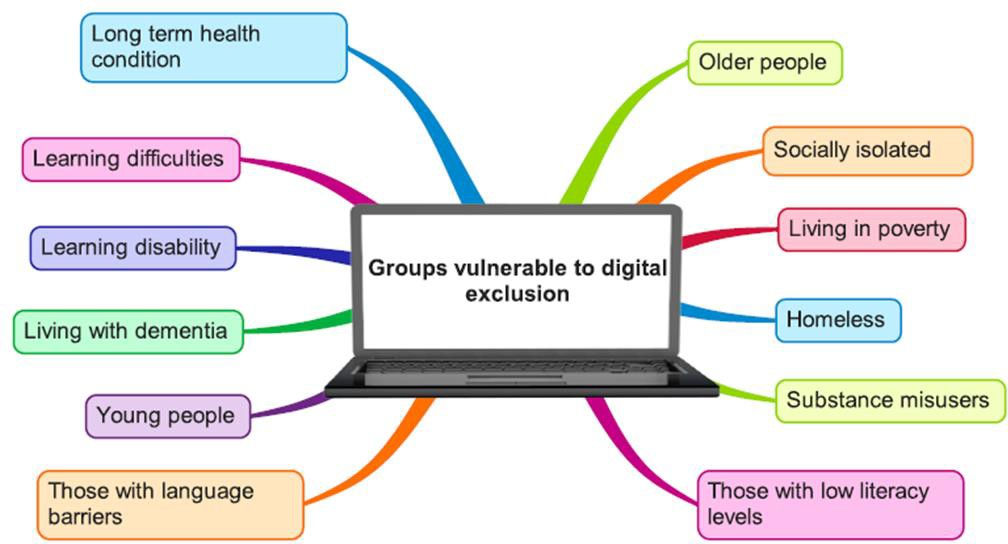 Long term health
condition
Learning difficulties
Learning disability
Living with dementia
Young people
Those with language
barriers
Groups vulnerable to digital
exclusion
Older people
Socially isolated
Living in poverty
Homeless
Substance misusers
Those with low literacy
levels